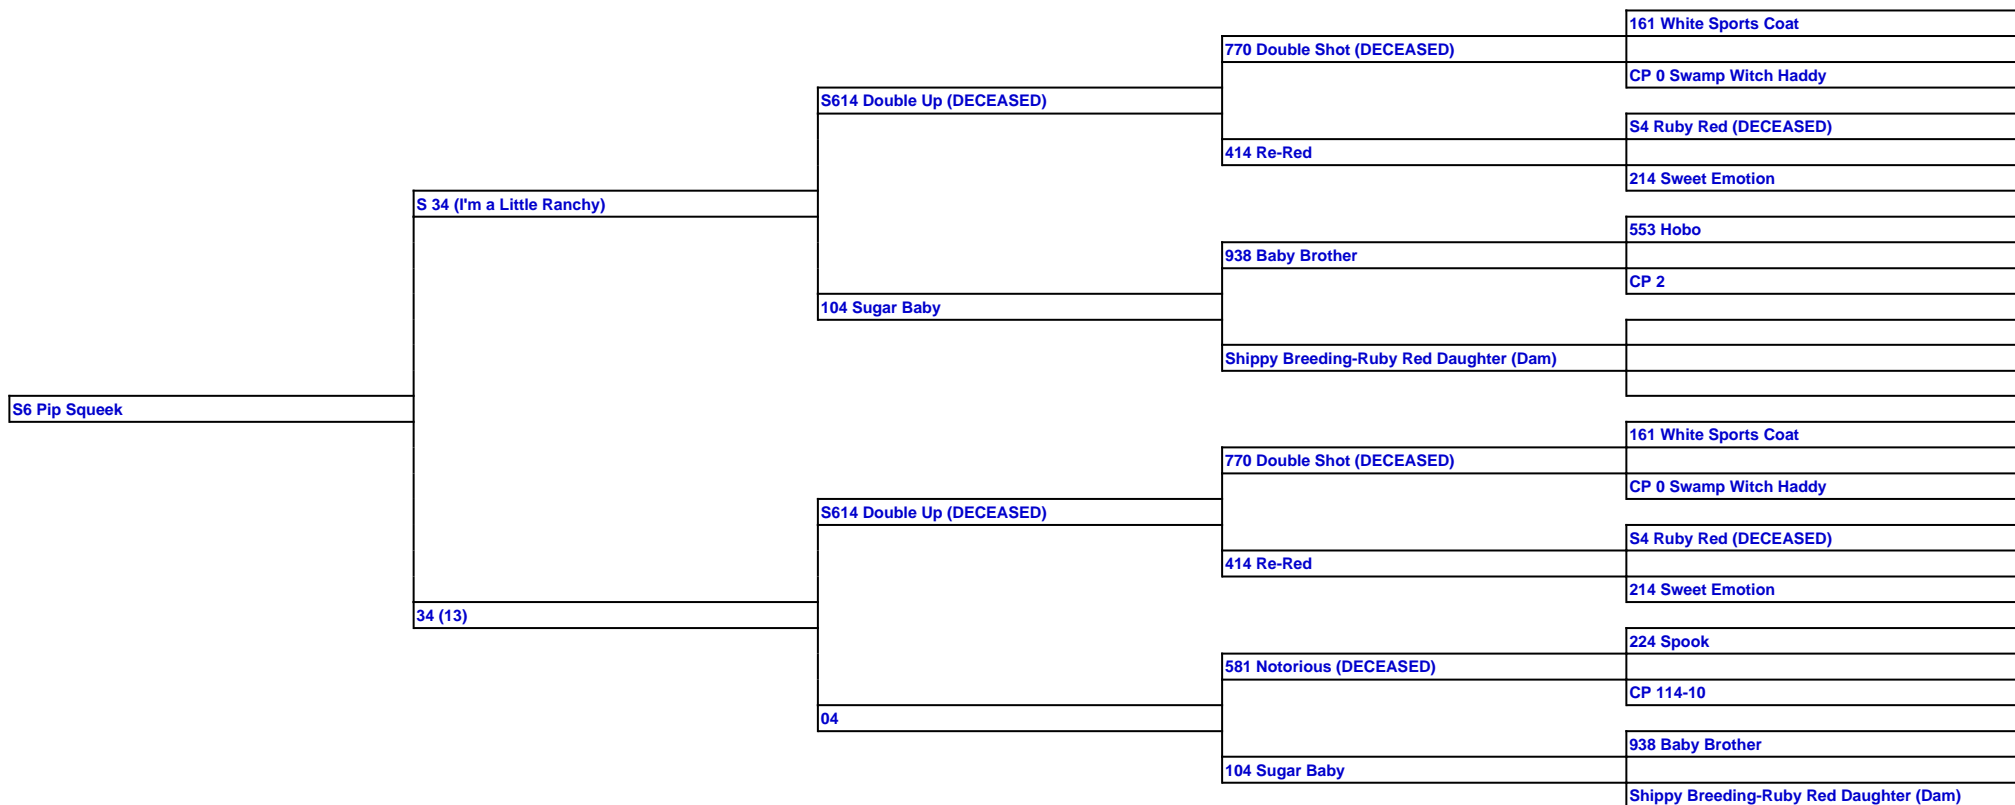 161 White Sports Coat
770 Double Shot (DECEASED)
CP 0 Swamp Witch Haddy
S614 Double Up (DECEASED)
S4 Ruby Red (DECEASED)
414 Re-Red
214 Sweet Emotion
S 34 (I'm a Little Ranchy)
553 Hobo
938 Baby Brother
CP 2
104 Sugar Baby
Shippy Breeding-Ruby Red Daughter (Dam)
S6 Pip Squeek
161 White Sports Coat
770 Double Shot (DECEASED)
CP 0 Swamp Witch Haddy
S614 Double Up (DECEASED)
S4 Ruby Red (DECEASED)
414 Re-Red
214 Sweet Emotion
34 (13)
224 Spook
581 Notorious (DECEASED)
CP 114-10
04
938 Baby Brother
104 Sugar Baby
Shippy Breeding-Ruby Red Daughter (Dam)